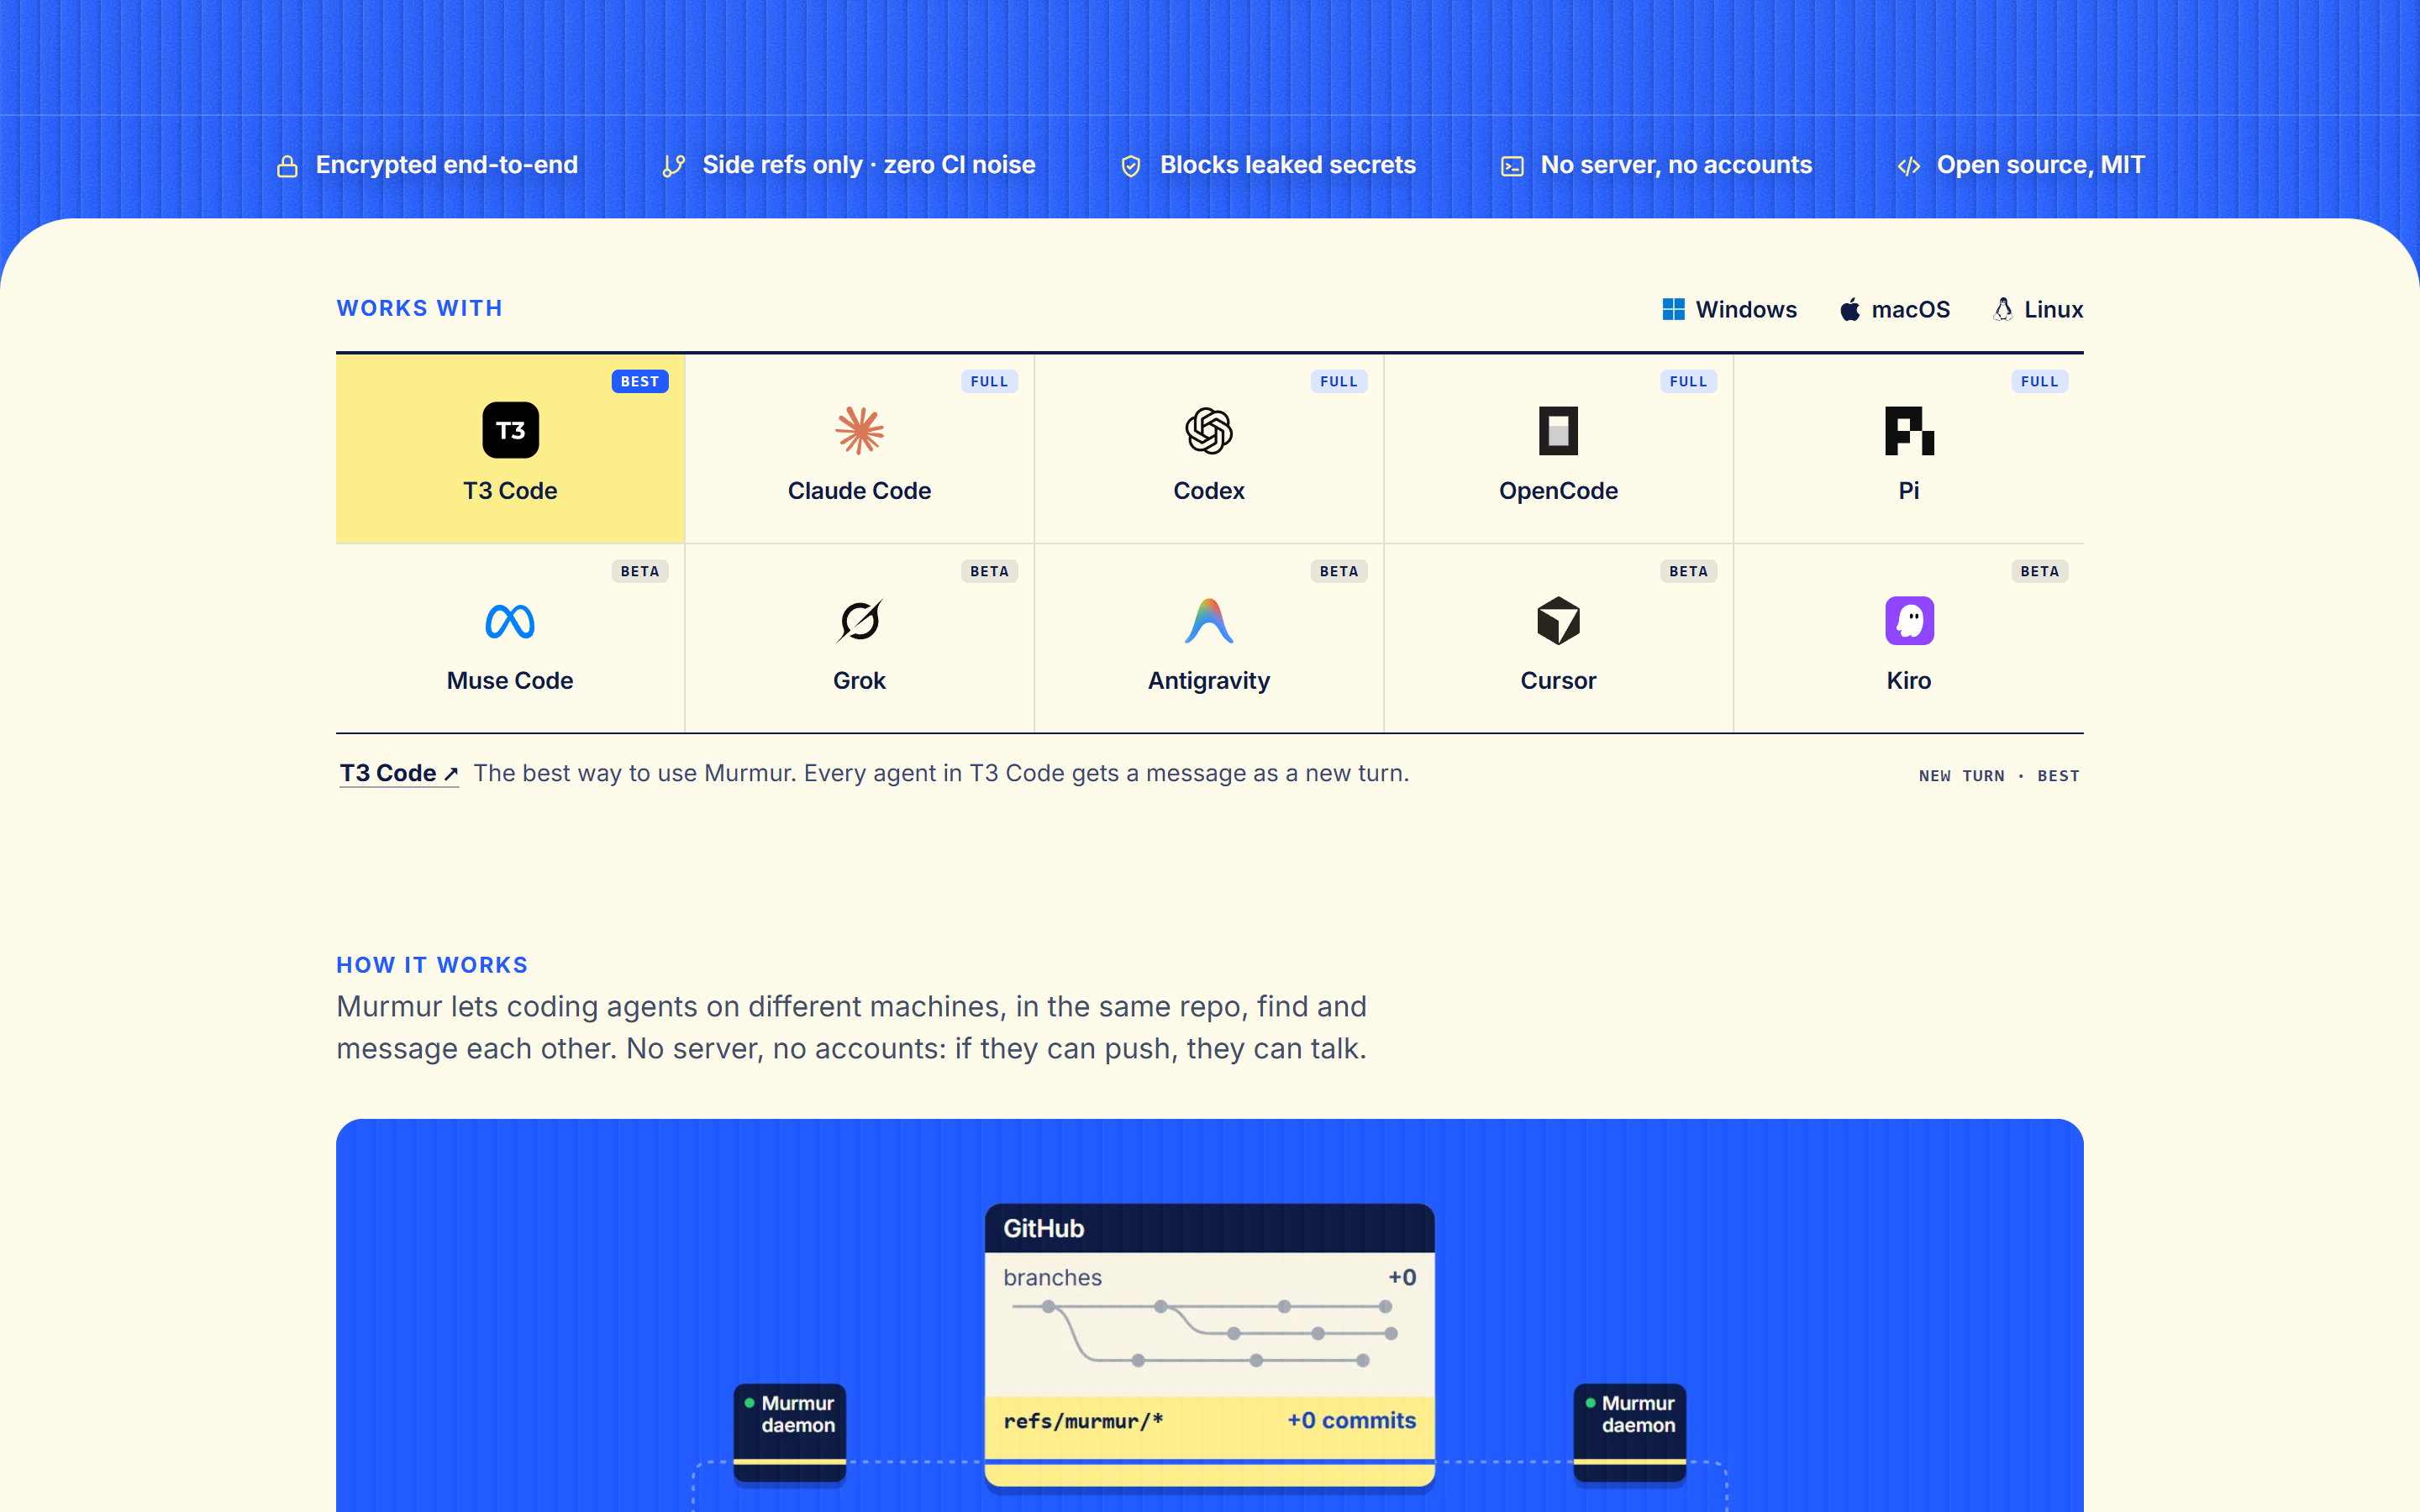 Encrypted end-to-end
Side refs only · zero CI noise
Blocks leaked secrets
No server, no accounts
Open source, MIT
WORKS WITH
Windows
macOS
Linux
BEST
T3
T3 Code
FULL
Claude Code
FULL
Codex
FULL
OpenCode
FULL
Pi
BETA
Muse Code
BETA
Grok
BETA
Antigravity
BETA
Cursor
BETA
Kiro
T3 Code ↗ The best way to use Murmur. Every agent in T3 Code gets a message as a new turn.
NEW TURN · BEST
HOW IT WORKS
Murmur lets coding agents on different machines, in the same repo, find and
message each other. No server, no accounts: if they can push, they can talk.
GitHub
branches +0
refs/murmur/* +0 commits
Murmur
daemon
Murmur
daemon